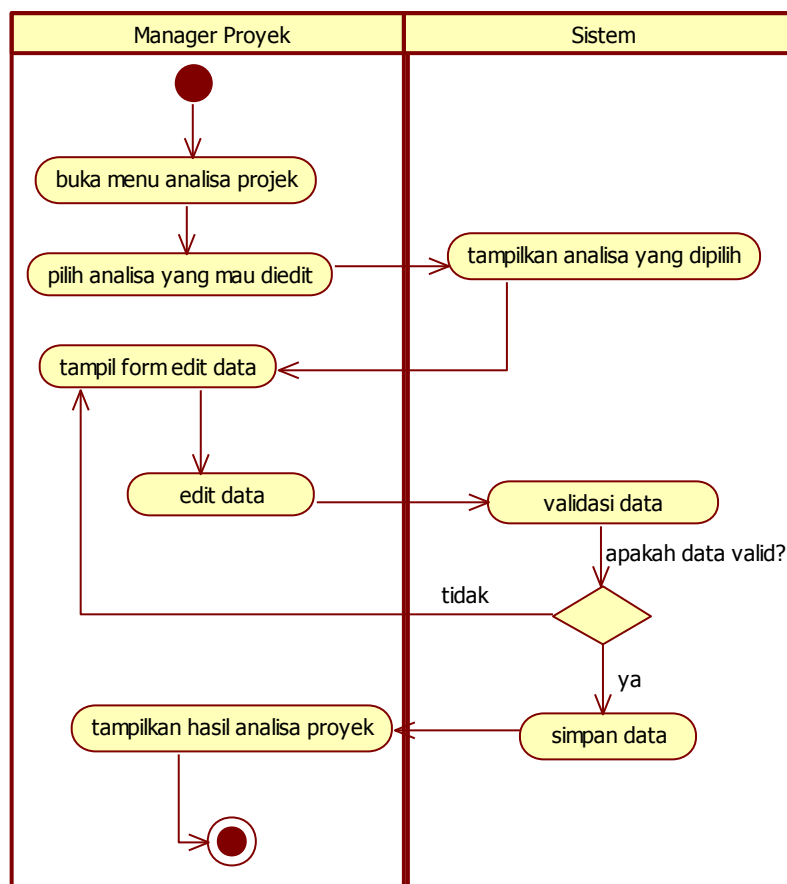 Manager Proyek
Sistem
buka menu analisa projek
pilih analisa yang mau diedit
tampilkan analisa yang dipilih
tampil form edit data
edit data
validasi data
apakah data valid?
tidak
ya
tampilkan hasil analisa proyek
simpan data